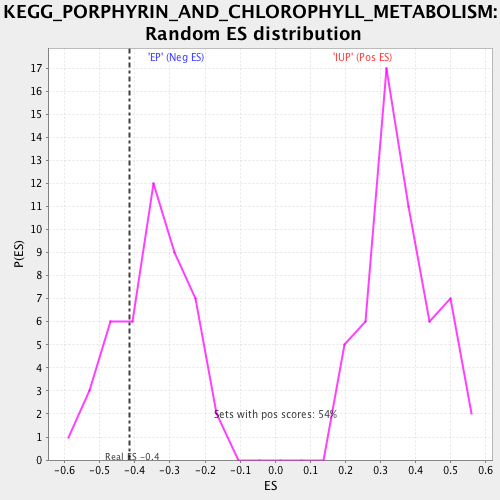 KEGG_PORPHYRIN_AND_CHLOROPHYLL_METABOLISM:
Random ES distribution
'EP' (Neg ES) 'IUP' (Pos ES)
17
16
15
14
13
12
11
10
9
8
7
6
5
4
3
2
1
0
P(ES)
Sets with pos scores: 54%
Real ES -0.4
-0.6 -0.5 -0.4 -0.3 -0.2 -0.1 0.0 0.1 0.2 0.3 0.4 0.5 0.6
ES